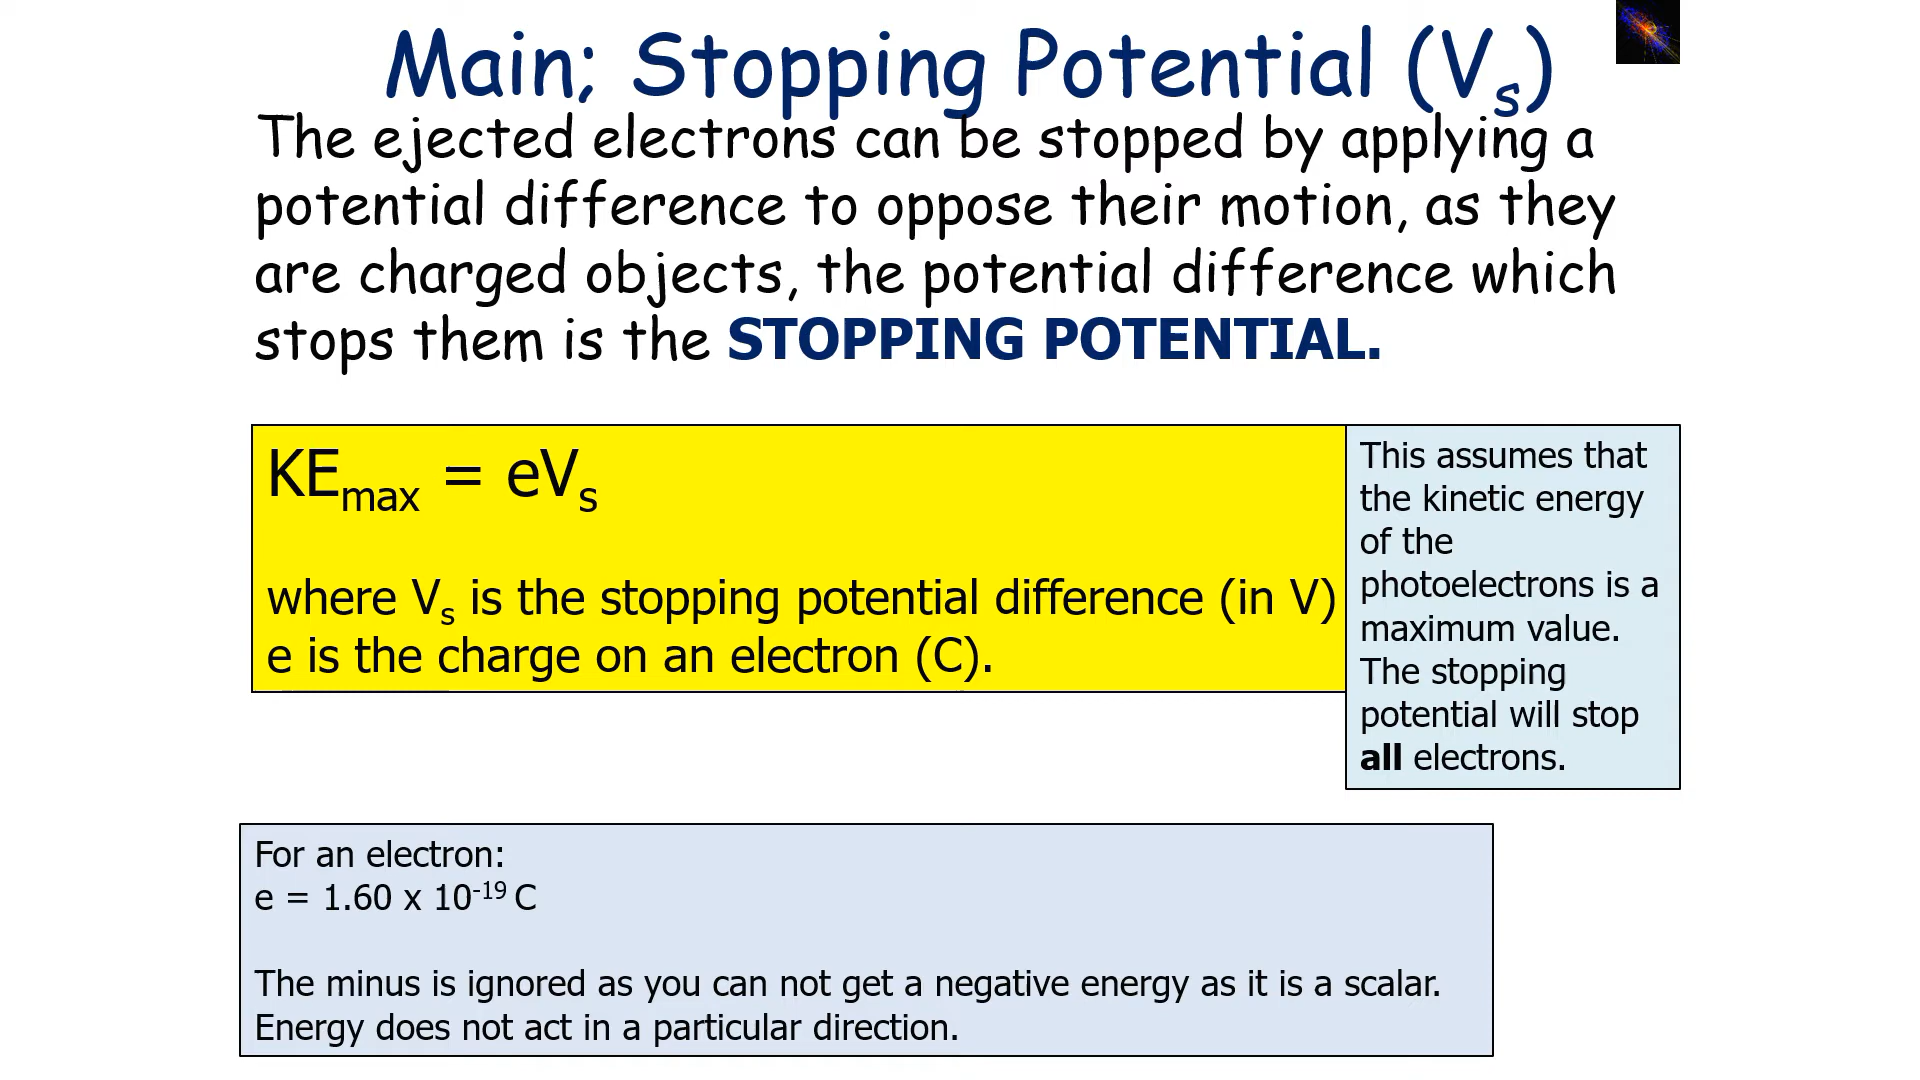 Main; Stopping Potential (Vs)
The ejected electrons can be stopped by applying a
potential difference to oppose their motion, as they
are charged objects, the potential difference which
stops them is the STOPPING POTENTIAL.
KEmax = eVs
where Vs is the stopping potential difference (in V)
e is the charge on an electron (C).
This assumes that
the kinetic energy
of the
photoelectrons is a
maximum value.
The stopping
potential will stop
all electrons.
For an electron:
e = 1.60 x 10-19 C
The minus is ignored as you can not get a negative energy as it is a scalar.
Energy does not act in a particular direction.